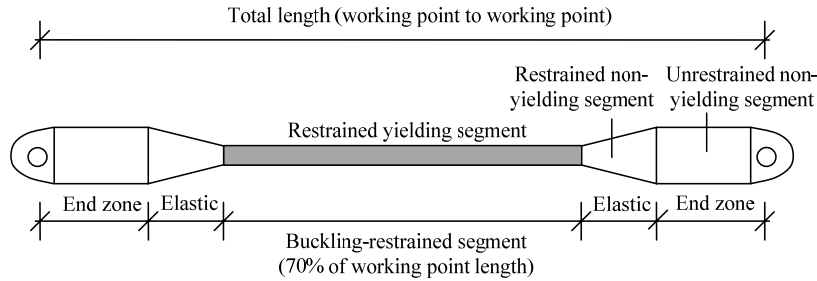 Total length (working point to working point)
Restrained non-
yielding segment
Unrestrained non-
yielding segment
Restrained yielding segment
End zone
Elastic
Elastic
End zone
Buckling-restrained segment
(70% of working point length)